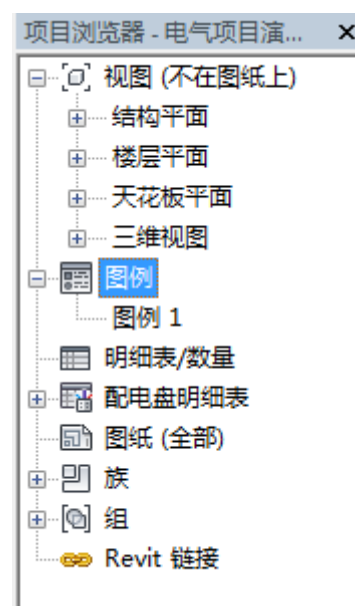 项目浏览器 - 电气项目演...
视图 (不在图纸上)
结构平面
楼层平面
天花板平面
三维视图
图例
图例 1
明细表/数量
配电盘明细表
图纸 (全部)
族
组
Revit 链接